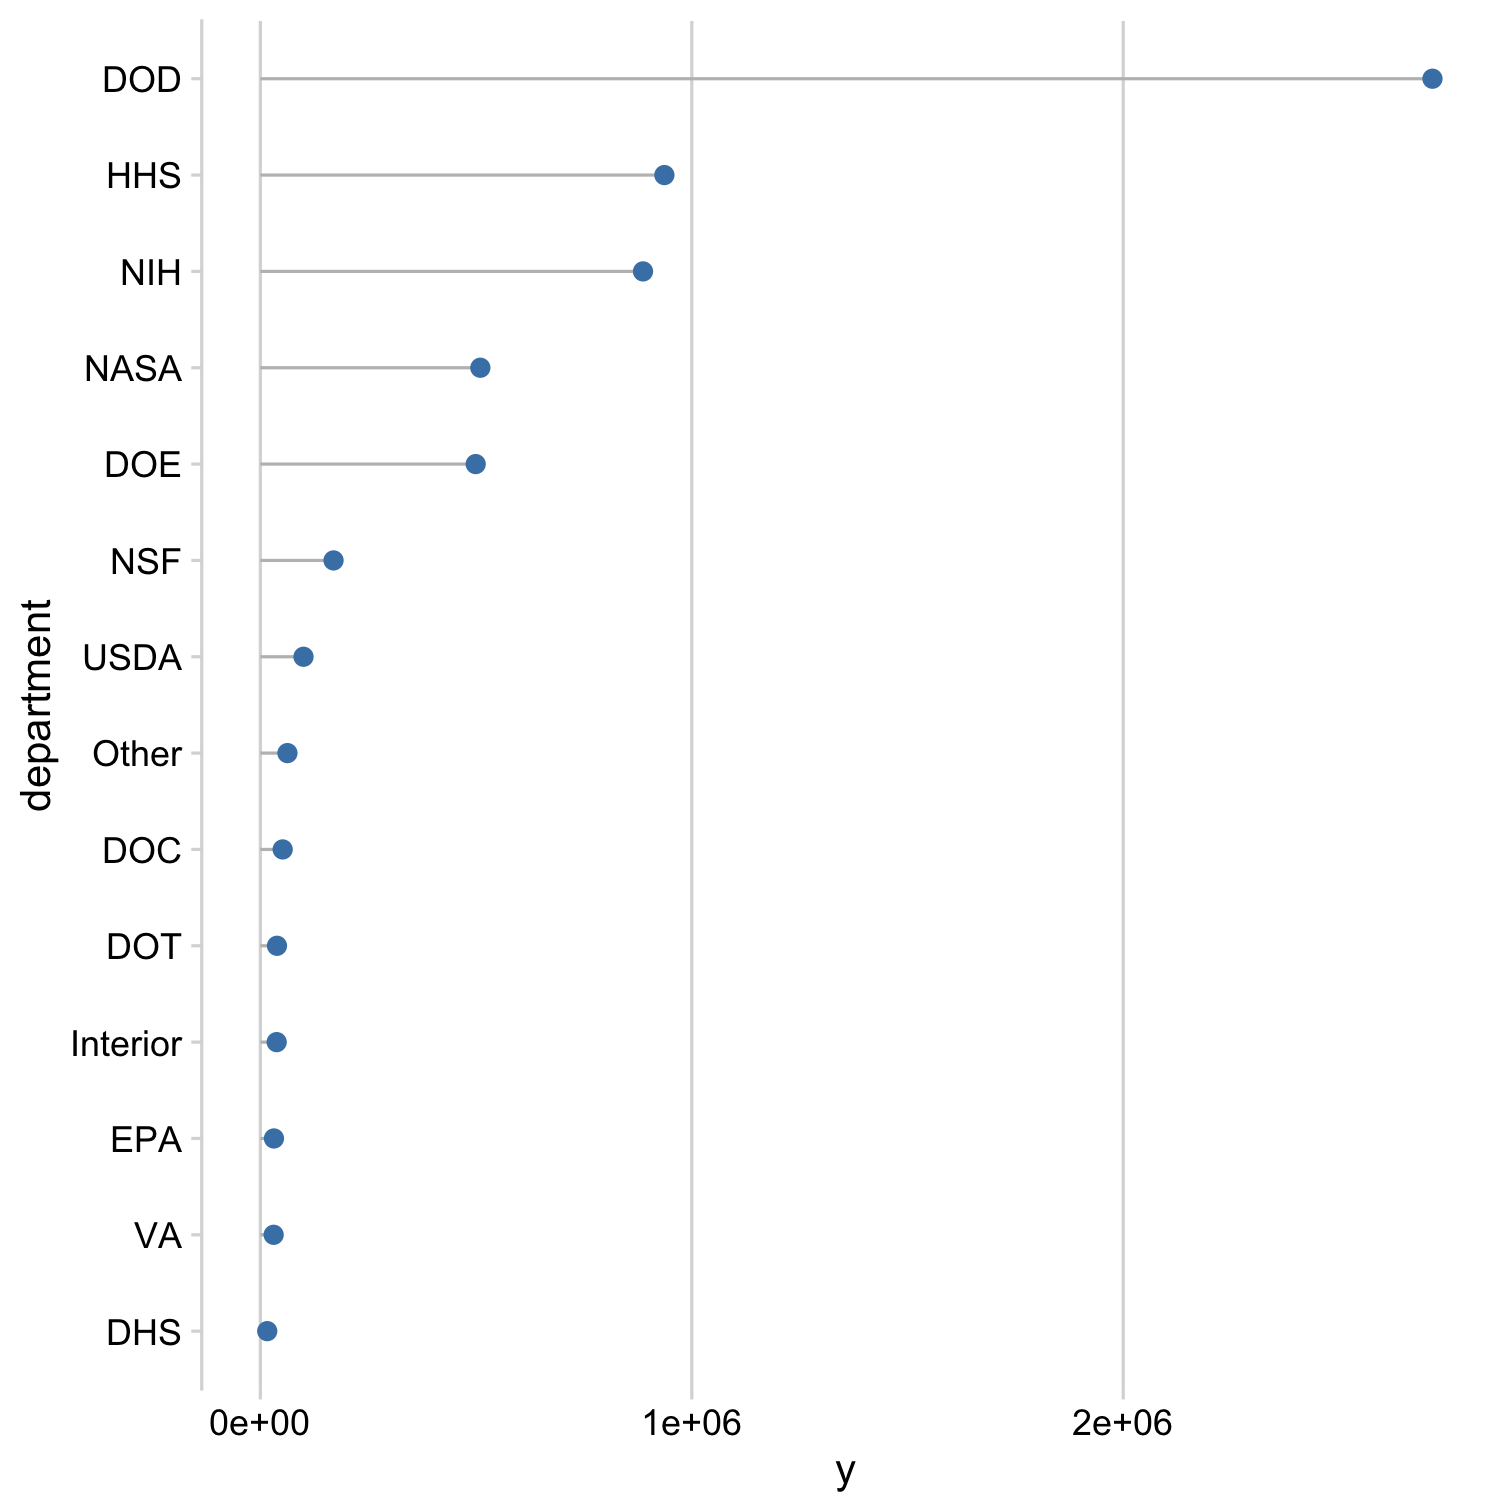 DOD
HHS
NIH
NASA
DOE
NSF
USDA
Other
DOC
DOT
Interior
EPA
VA
DHS
department
0e+00 1e+06 2e+06
y